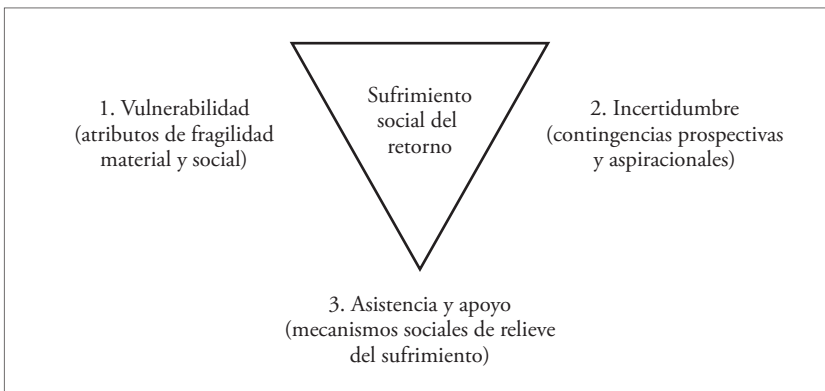 Sufrimiento
social del
retorno
1. Vulnerabilidad
(atributos de fragilidad
material y social)
2. Incertidumbre
(contingencias prospectivas
y aspiracionales)
3. Asistencia y apoyo
(mecanismos sociales de relieve
del sufrimiento)